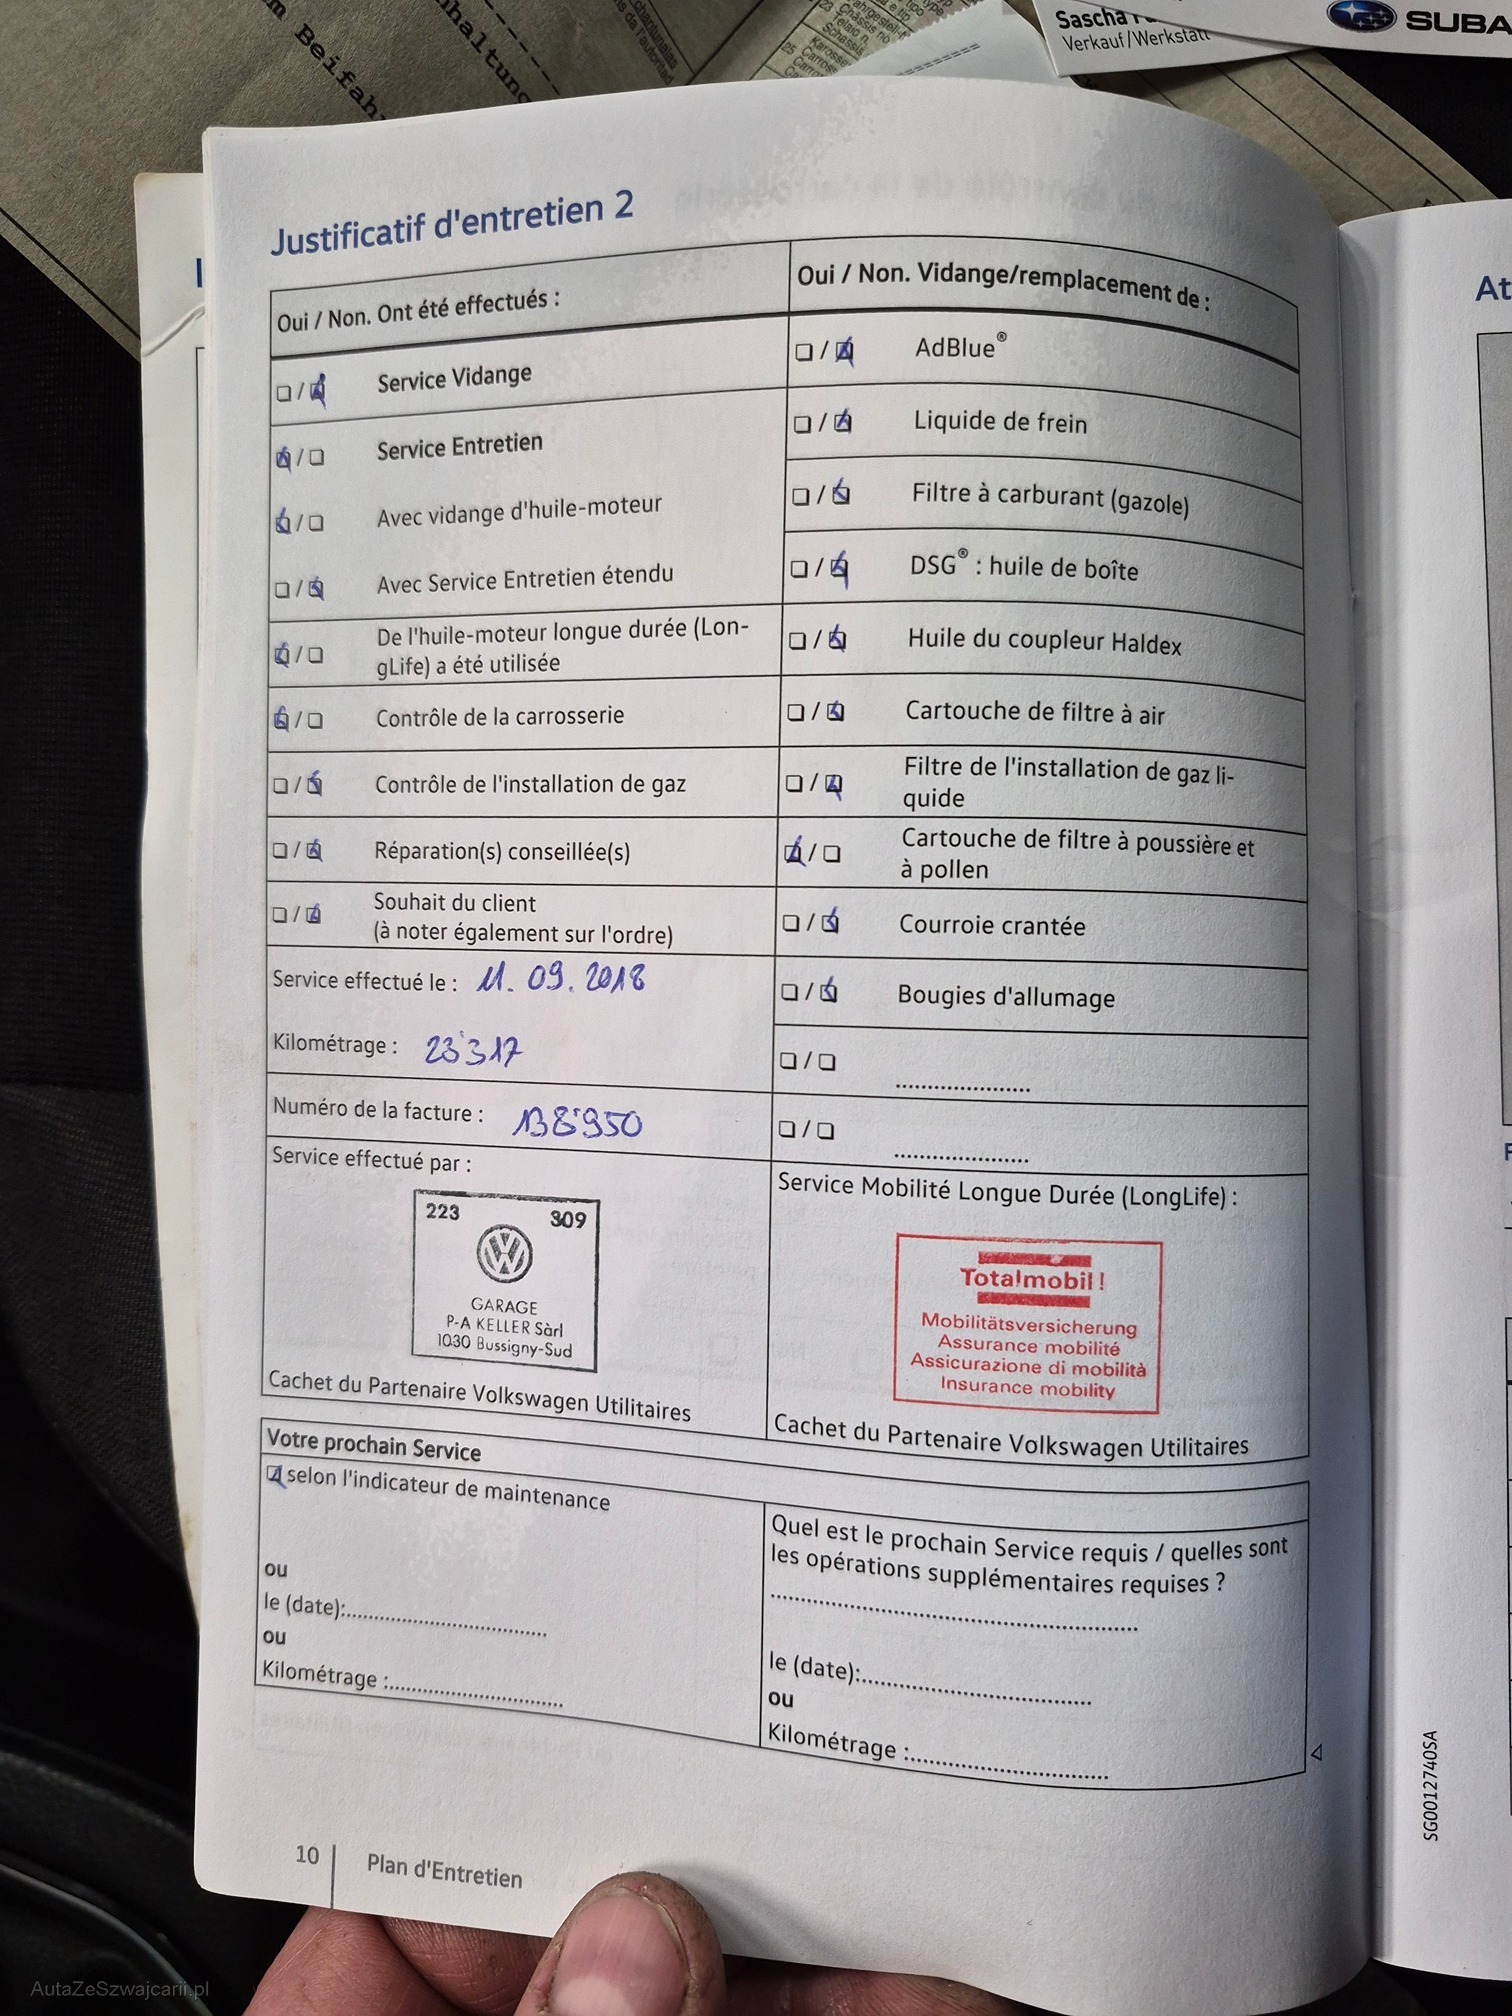 m Beifahr
nhaltung
Sascha
Verkauf/Werkstatt
SUBA
Justificatif d'entretien 2
Oui / Non. Ont été effectués :
☐ / ☑ Service Vidange
☑ / ☐ Service Entretien
☑ / ☐ Avec vidange d'huile-moteur
☐ / ☑ Avec Service Entretien étendu
☑ / ☐ De l'huile-moteur longue durée (Lon-
gLife) a été utilisée
☑ / ☐ Contrôle de la carrosserie
☐ / ☑ Contrôle de l'installation de gaz
☐ / ☑ Réparation(s) conseillée(s)
☐ / ☑ Souhait du client
(à noter également sur l'ordre)
Service effectué le : 11. 09. 2018
Kilométrage : 23'317
Numéro de la facture : 138'950
Service effectué par :
223 309
GARAGE
P-A KELLER Sàrl
1030 Bussigny-Sud
Cachet du Partenaire Volkswagen Utilitaires
Oui / Non. Vidange/remplacement de :
☐ / ☑ AdBlue®
☐ / ☑ Liquide de frein
☐ / ☑ Filtre à carburant (gazole)
☐ / ☑ DSG® : huile de boîte
☐ / ☑ Huile du coupleur Haldex
☐ / ☑ Cartouche de filtre à air
☐ / ☑ Filtre de l'installation de gaz li-
quide
☑ / ☐ Cartouche de filtre à poussière et
à pollen
☐ / ☑ Courroie crantée
☐ / ☑ Bougies d'allumage
☐ / ☐ ......................
☐ / ☐ ......................
Service Mobilité Longue Durée (LongLife) :
Totalmobil !
Mobilitätsversicherung
Assurance mobilité
Assicurazione di mobilità
Insurance mobility
Cachet du Partenaire Volkswagen Utilitaires
Votre prochain Service
☑ selon l'indicateur de maintenance
ou
le (date):..................................
ou
Kilométrage :.............................
Quel est le prochain Service requis / quelles sont
les opérations supplémentaires requises ?
..............................................................
le (date):.......................................
ou
Kilométrage :..................................
10 Plan d'Entretien
At
SG0012740SA
AutaZeSzwajcarii.pl